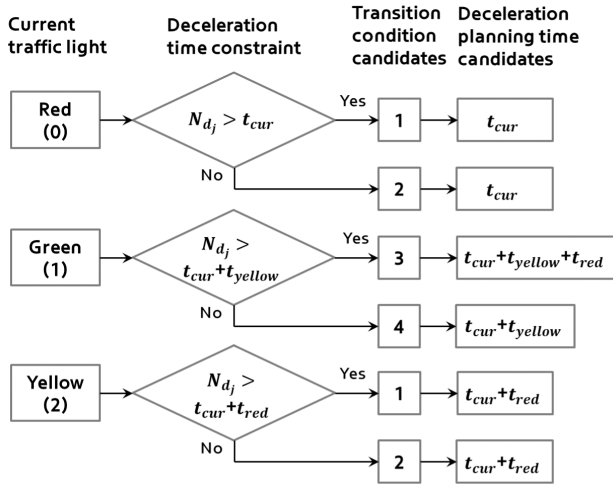 Current
traffic light
Deceleration
time constraint
Transition
condition
candidates
Deceleration
planning time
candidates
Red
(0)
N_{d_j} > t_{cur}
Yes
1
t_{cur}
No
2
t_{cur}
Green
(1)
N_{d_j} >
t_{cur}+t_{yellow}
Yes
3
t_{cur}+t_{yellow}+t_{red}
No
4
t_{cur}+t_{yellow}
Yellow
(2)
N_{d_j} >
t_{cur}+t_{red}
Yes
1
t_{cur}+t_{red}
No
2
t_{cur}+t_{red}